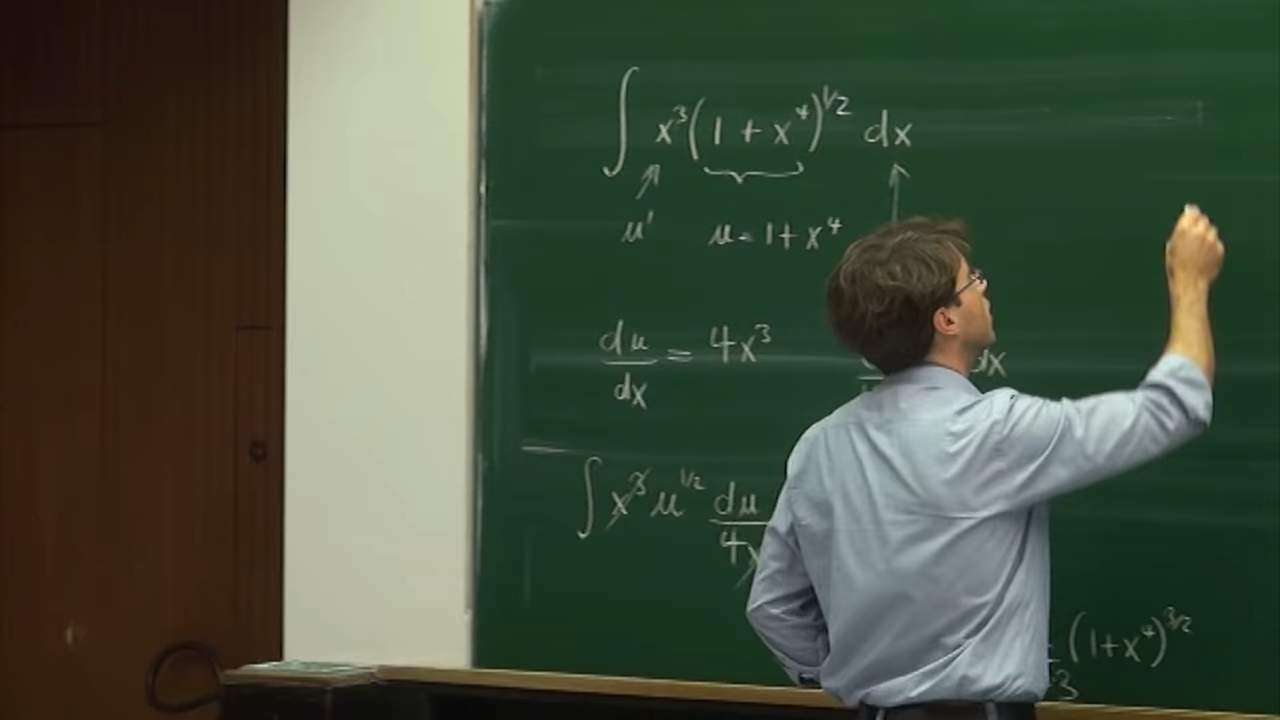 ∫ x³(1 + x⁴)^1/2 dx
u' u = 1 + x⁴
du/dx = 4x³ dx
∫ x³ u^1/2 du/4x
(1+x⁴)^3/2
3